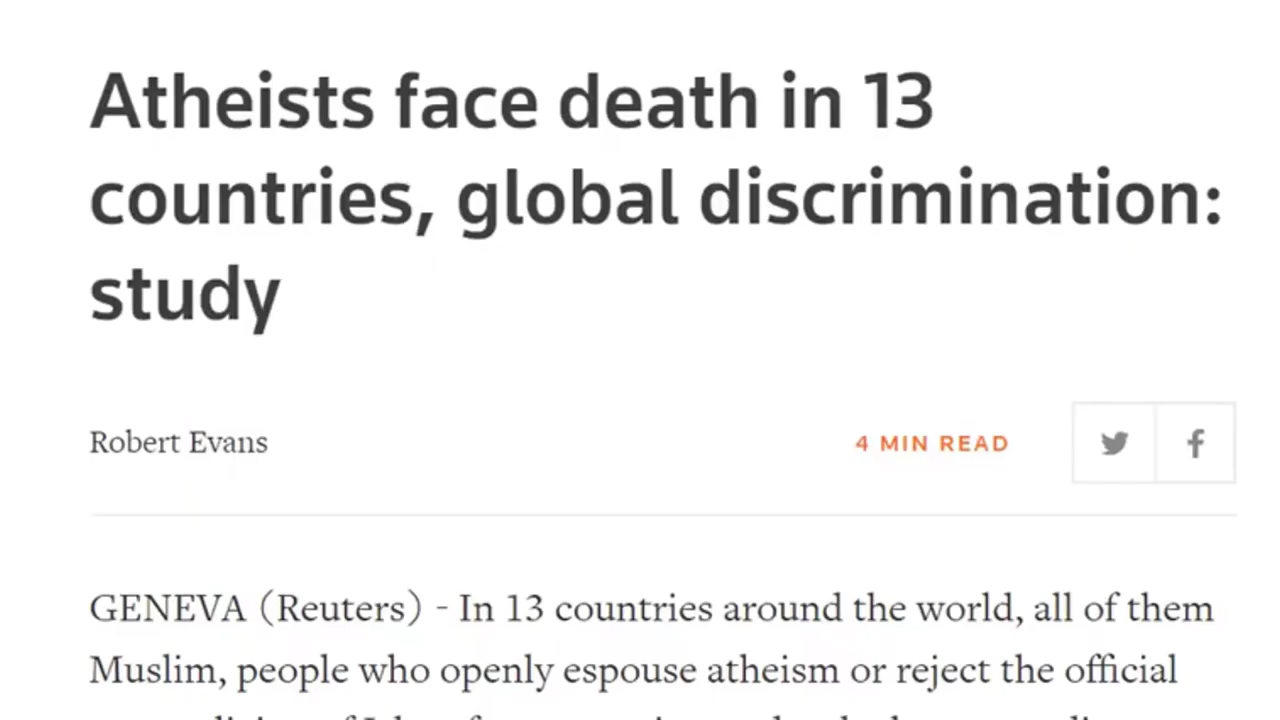 Atheists face death in 13
countries, global discrimination:
study
Robert Evans
4 MIN READ
GENEVA (Reuters) - In 13 countries around the world, all of them
Muslim, people who openly espouse atheism or reject the official